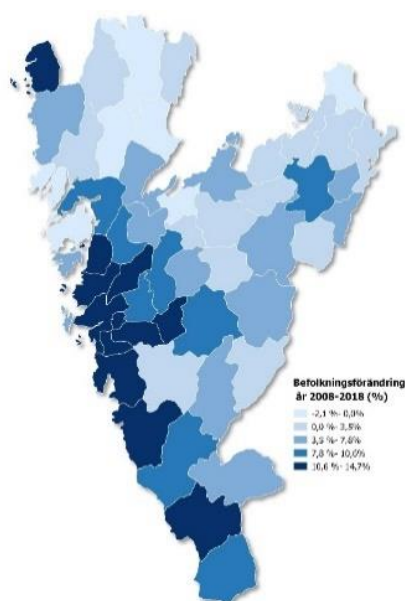 Befolkningsförändring
år 2008-2018 (%)
-2,1 %- 0,0%
0,0 %- 3,5%
3,5 %- 7,8%
7,8 %- 10,6%
10,6 %- 14,7%